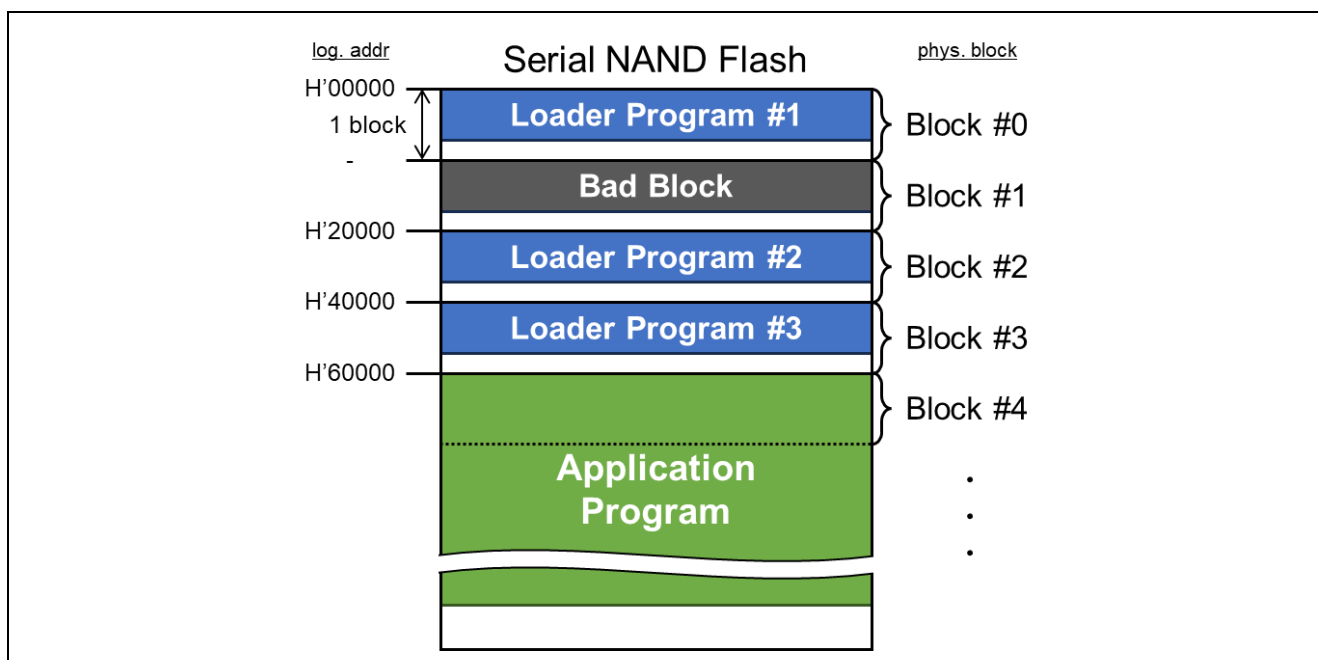 log. addr
Serial NAND Flash
phys. block
H'00000
Loader Program #1
Block #0
1 block
-
Bad Block
Block #1
H'20000
Loader Program #2
Block #2
H'40000
Loader Program #3
Block #3
H'60000
Block #4
Application
Program
.
.
.